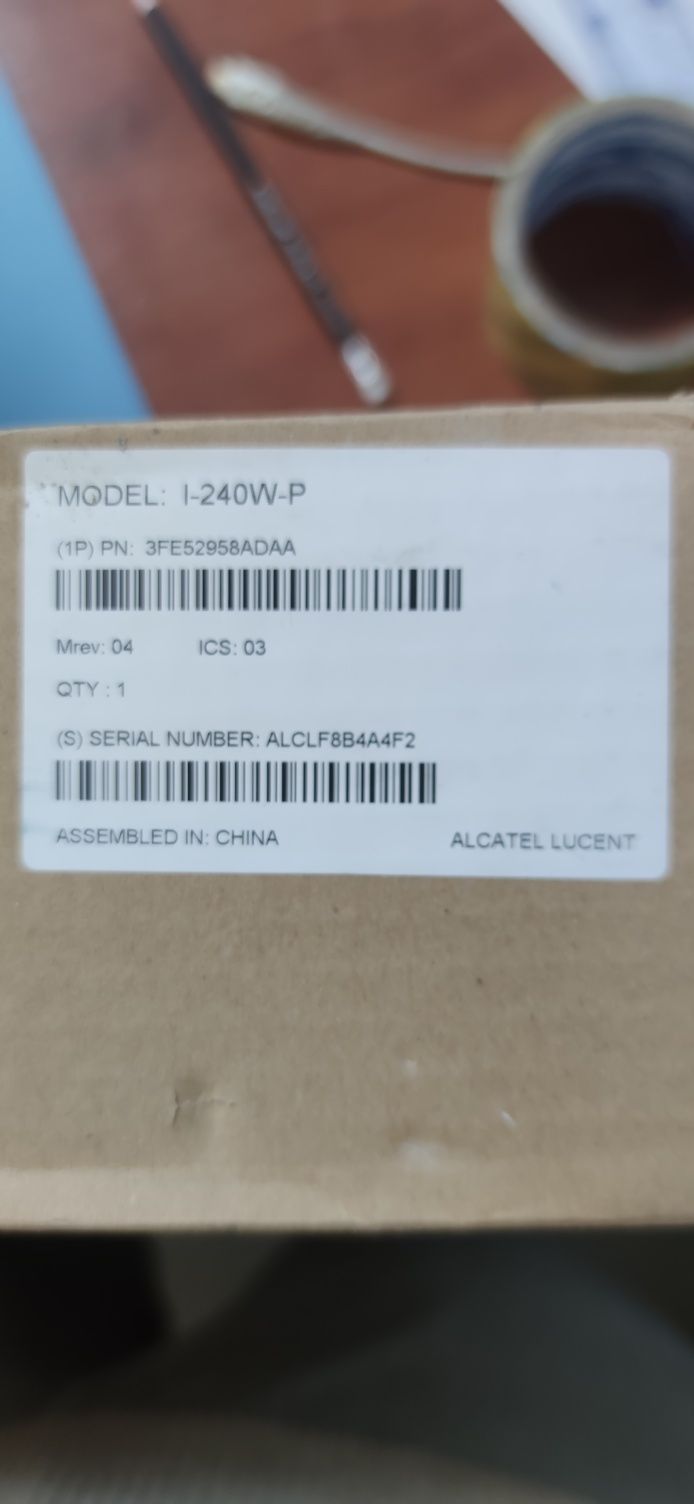 MODEL: I-240W-P
(1P) PN: 3FE52958ADAA
Mrev: 04 ICS: 03
QTY : 1
(S) SERIAL NUMBER: ALCLF8B4A4F2
ASSEMBLED IN: CHINA ALCATEL LUCENT